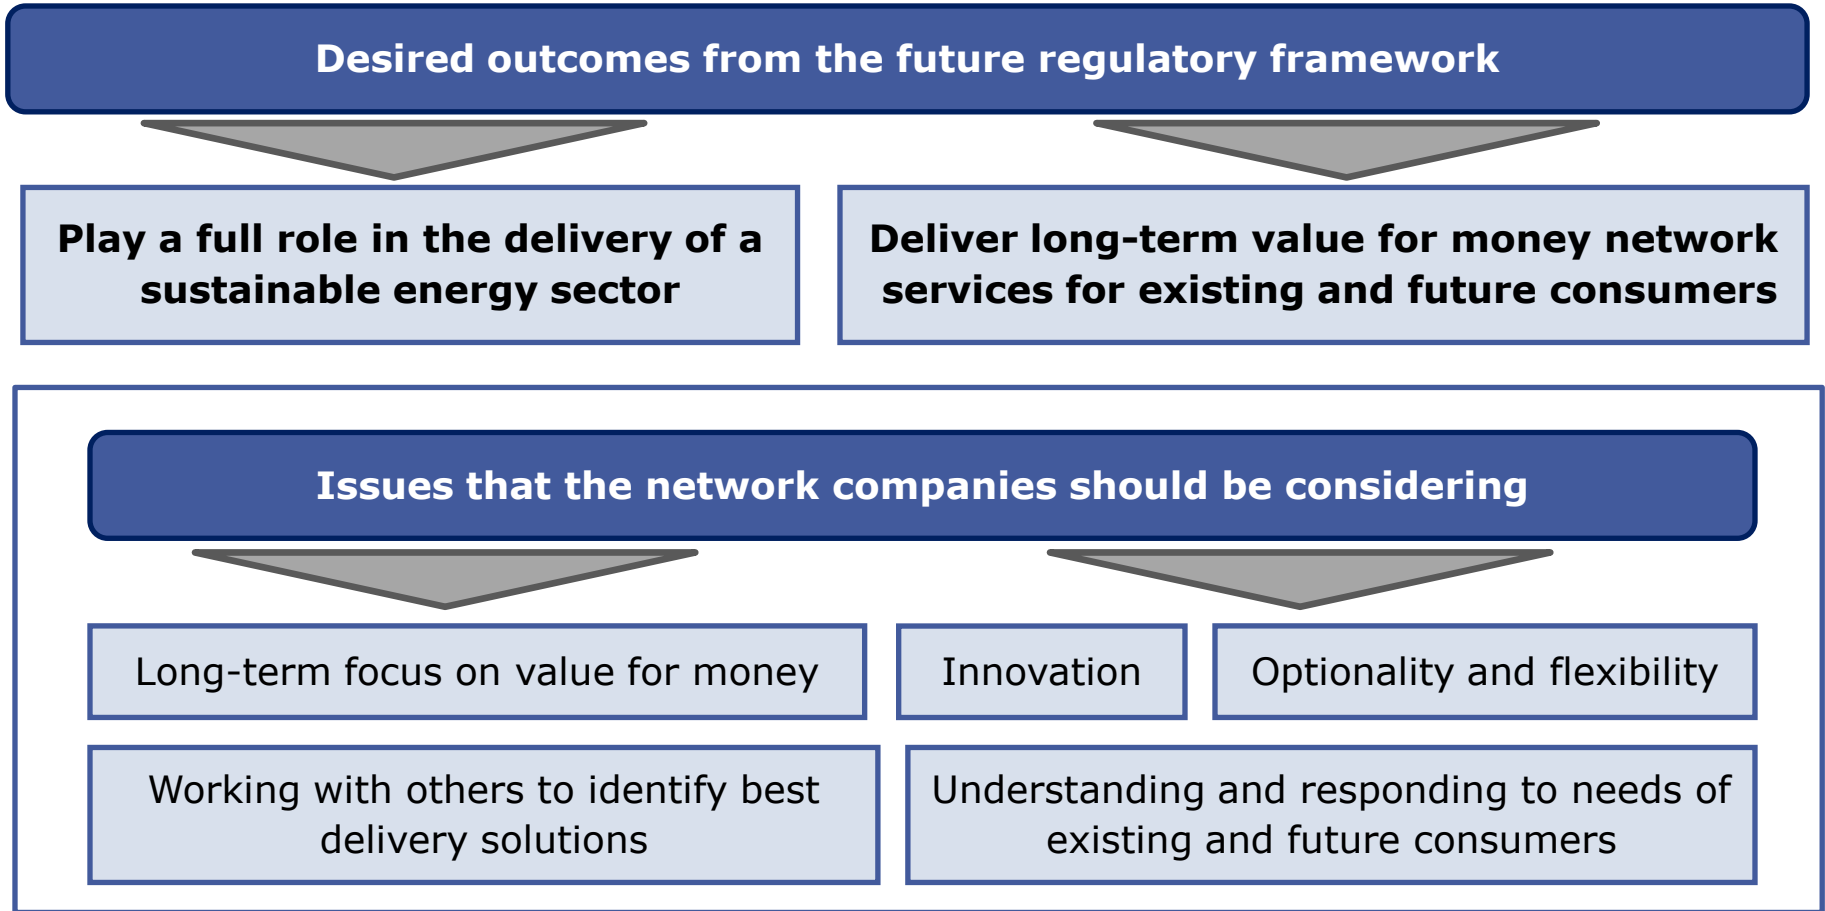 Desired outcomes from the future regulatory framework
Play a full role in the delivery of a
sustainable energy sector
Deliver long-term value for money network
services for existing and future consumers
Issues that the network companies should be considering
Long-term focus on value for money
Innovation
Optionality and flexibility
Working with others to identify best
delivery solutions
Understanding and responding to needs of
existing and future consumers